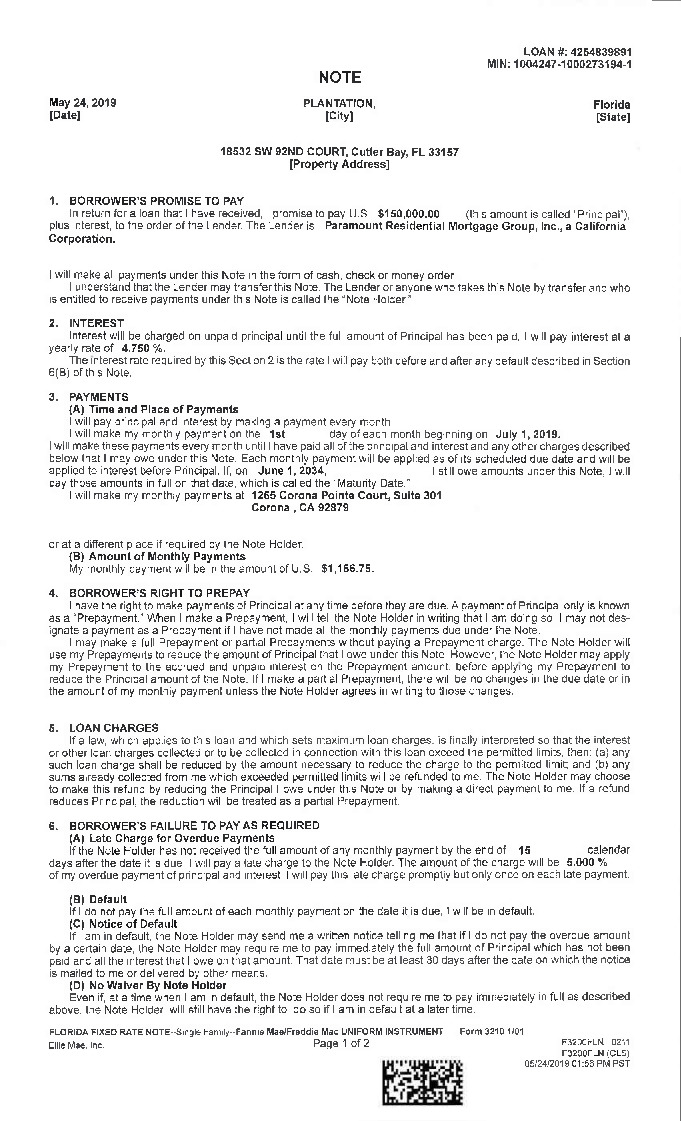 LOAN #: 4254839891
MIN: 1004247-1000273194-1
NOTE
May 24, 2019 PLANTATION, Florida
[Date] [City] [State]
18532 SW 92ND COURT, Cutler Bay, FL 33157
[Property Address]
1. BORROWER'S PROMISE TO PAY
In return for a loan that I have received, promise to pay U.S $150,000.00 (this amount is called "Principal"),
plus interest, to the order of the Lender. The Lender is Paramount Residential Mortgage Group, Inc., a California
Corporation.
I will make all payments under this Note in the form of cash, check or money order
I understand that the Lender may transfer this Note. The Lender or anyone who takes this Note by transfer and who
is entitled to receive payments under this Note is called the "Note Holder."
2. INTEREST
Interest will be charged on unpaid principal until the full amount of Principal has been paid. I will pay interest at a
yearly rate of 4.750 %.
The interest rate required by this Section 2 is the rate I will pay both before and after any default described in Section
6(B) of this Note.
3. PAYMENTS
(A) Time and Place of Payments
I will pay principal and interest by making a payment every month
I will make my monthly payment on the 1st day of each month beginning on July 1, 2019.
I will make these payments every month until I have paid all of the principal and interest and any other charges described
below that I may owe under this Note. Each monthly payment will be applied as of its scheduled due date and will be
applied to interest before Principal. If, on June 1, 2034, I still owe amounts under this Note, I will
pay those amounts in full on that date, which is called the "Maturity Date."
I will make my monthly payments at 1265 Corona Pointe Court, Suite 301
Corona , CA 92879
or at a different place if required by the Note Holder.
(B) Amount of Monthly Payments
My monthly payment will be in the amount of U.S. $1,166.75.
4. BORROWER'S RIGHT TO PREPAY
I have the right to make payments of Principal at any time before they are due. A payment of Principal only is known
as a "Prepayment." When I make a Prepayment, I will tell the Note Holder in writing that I am doing so I may not des-
ignate a payment as a Prepayment if I have not made all the monthly payments due under the Note.
I may make a full Prepayment or partial Prepayments without paying a Prepayment charge. The Note Holder will
use my Prepayments to reduce the amount of Principal that I owe under this Note However, the Note Holder may apply
my Prepayment to the accrued and unpaid interest on the Prepayment amount, before applying my Prepayment to
reduce the Principal amount of the Note. If I make a partial Prepayment, there will be no changes in the due date or in
the amount of my monthly payment unless the Note Holder agrees in writing to those changes.
5. LOAN CHARGES
If a law, which applies to this loan and which sets maximum loan charges, is finally interpreted so that the interest
or other loan charges collected or to be collected in connection with this loan exceed the permitted limits, then: (a) any
such loan charge shall be reduced by the amount necessary to reduce the charge to the permitted limit; and (b) any
sums already collected from me which exceeded permitted limits will be refunded to me. The Note Holder may choose
to make this refund by reducing the Principal I owe under this Note or by making a direct payment to me. If a refund
reduces Principal, the reduction will be treated as a partial Prepayment.
6. BORROWER'S FAILURE TO PAY AS REQUIRED
(A) Late Charge for Overdue Payments
If the Note Holder has not received the full amount of any monthly payment by the end of 15 calendar
days after the date it is due I will pay a late charge to the Note Holder. The amount of the charge will be 5.000 %
of my overdue payment of principal and interest I will pay this late charge promptly but only once on each late payment.
(B) Default
If I do not pay the full amount of each monthly payment on the date it is due, I will be in default.
(C) Notice of Default
If I am in default, the Note Holder may send me a written notice telling me that if I do not pay the overdue amount
by a certain date, the Note Holder may require me to pay immediately the full amount of Principal which has not been
paid and all the interest that I owe on that amount. That date must be at least 30 days after the date on which the notice
is mailed to me or delivered by other means.
(D) No Waiver By Note Holder
Even if, at a time when I am in default, the Note Holder does not require me to pay immediately in full as described
above, the Note Holder will still have the right to do so if I am in default at a later time.
FLORIDA FIXED RATE NOTE--Single Family--Fannie Mae/Freddie Mac UNIFORM INSTRUMENT Form 3210 1/01
Ellie Mae, Inc. Page 1 of 2 F3200FLN 0211
F3200FLN (CLS)
05/24/2019 01:56 PM PST